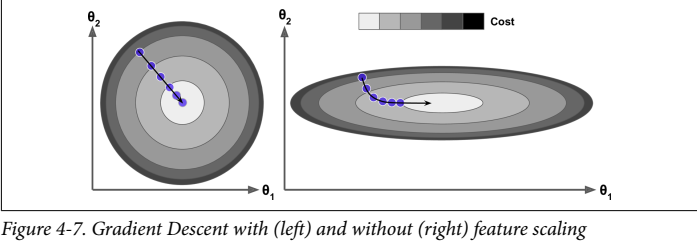 θ2
θ2
Cost
θ1
θ1
Figure 4-7. Gradient Descent with (left) and without (right) feature scaling